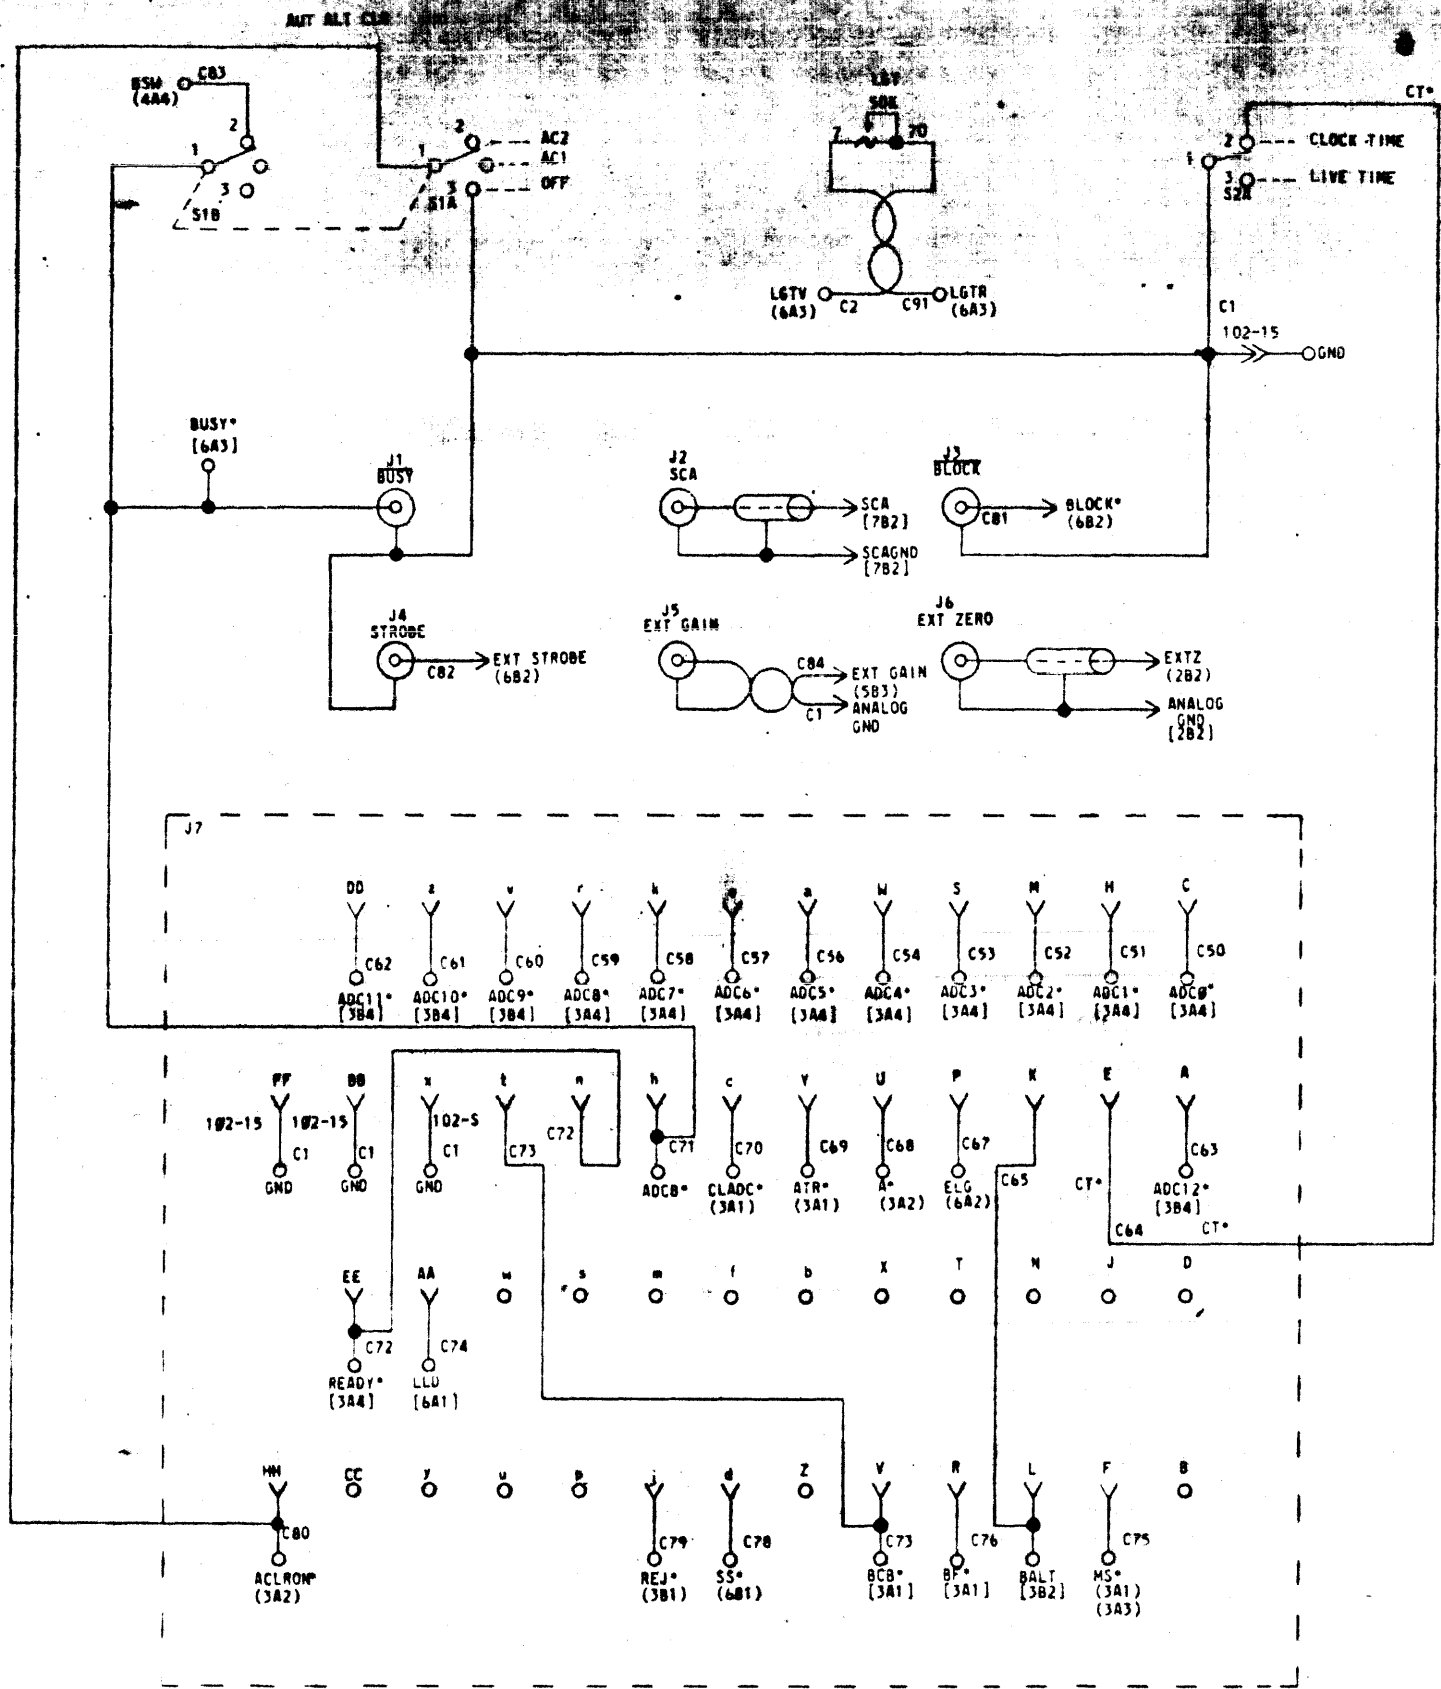 AUT ALT CLR
CT*
BSW
(4A4)
C83
2
1
3
S1B
2
1
3
S1A
AC2
AC1
OFF
50K
7
20
LGTV
(6A3)
C2
C91
LGTR
(6A3)
1
2
3
S2A
CLOCK TIME
LIVE TIME
C1
102-15
GND
BUSY*
[6A3]
J1
BUSY
J2
SCA
SCA
[7B2]
SCAGND
[7B2]
J3
BLOCK
C81
BLOCK*
(6B2)
J4
STROBE
C82
EXT STROBE
(6B2)
J5
EXT GAIN
C84
EXT GAIN
(5B3)
C1
ANALOG
GND
J6
EXT ZERO
EXTZ
(2B2)
ANALOG
GND
[2B2]
J7
DD z v r k e a W S M H C
C62 C61 C60 C59 C58 C57 C56 C54 C53 C52 C51 C50
ADC11* ADC10* ADC9* ADC8* ADC7* ADC6* ADC5* ADC4* ADC3* ADC2* ADC1* ADC0*
[3B4] [3B4] [3B4] [3A4] [3A4] [3A4] [3A4] [3A4] [3A4] [3A4] [3A4] [3A4]
FF BB x t n h c Y U P K E A
102-15 102-15 102-S
C1 C1 C1 C73 C72 C71 C70 C69 C68 C67 C65 CT* C63
GND GND GND ADCB* CLADC* ATR* A* ELG ADC12*
(3A1) (3A1) (3A2) (6A2) [3B4]
C64 CT*
EE AA w s m f b X T N J D
C72 C74
READY* LLD
[3A4] [6A1]
HH CC y u p j d Z V R L F B
C80 C79 C78 C73 C76 C75
ACLRON* REJ* SS* BCB* BF* BALT MS*
(3A2) (3B1) (6B1) [3A1] [3A1] [3B2] (3A1)
(3A3)